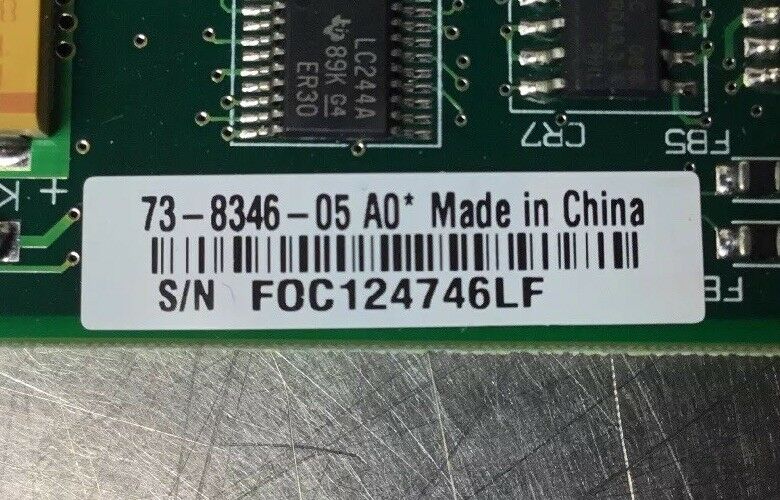 LC244A
89K G4
ER30
CR7
FB5
+
K
73-8346-05 A0* Made in China
S/N FOC124746LF